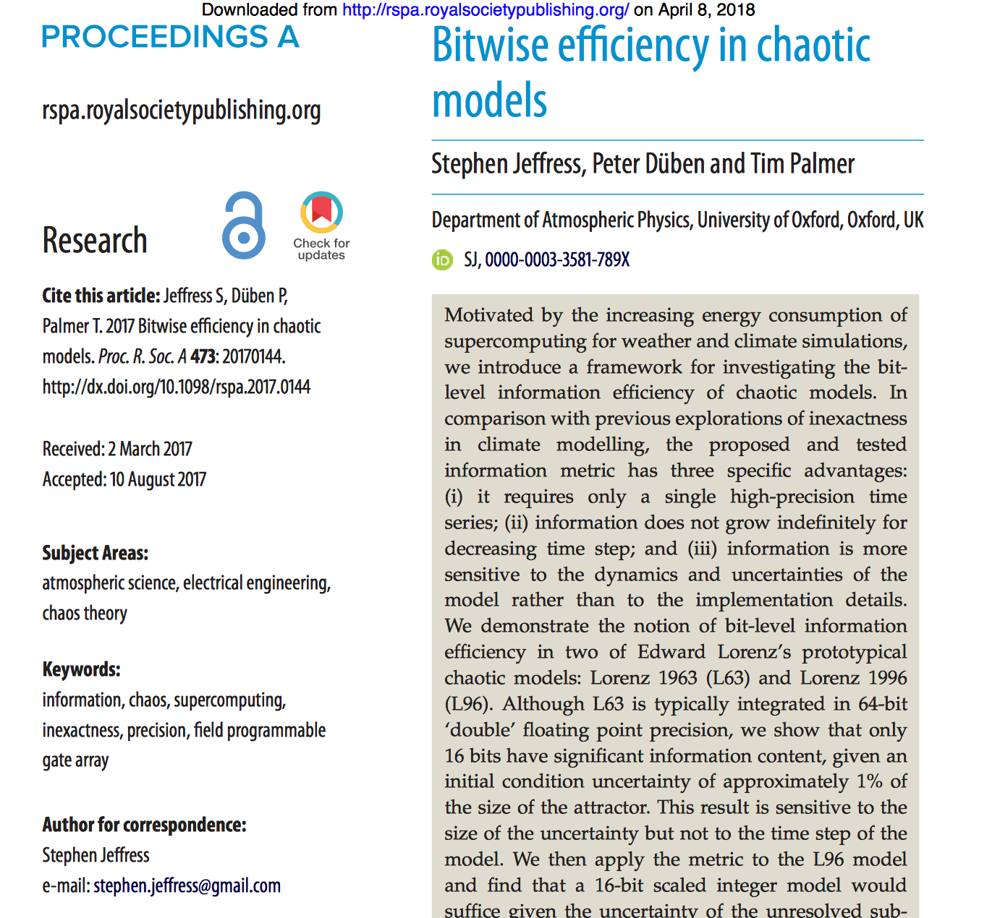 Downloaded from http://rspa.royalsocietypublishing.org/ on April 8, 2018
PROCEEDINGS A
rspa.royalsocietypublishing.org
Research
Check for
updates
Cite this article: Jeffress S, Düben P,
Palmer T. 2017 Bitwise efficiency in chaotic
models. Proc. R. Soc. A 473: 20170144.
http://dx.doi.org/10.1098/rspa.2017.0144
Received: 2 March 2017
Accepted: 10 August 2017
Subject Areas:
atmospheric science, electrical engineering,
chaos theory
Keywords:
information, chaos, supercomputing,
inexactness, precision, field programmable
gate array
Author for correspondence:
Stephen Jeffress
e-mail: stephen.jeffress@gmail.com
Bitwise efficiency in chaotic
models
Stephen Jeffress, Peter Düben and Tim Palmer
Department of Atmospheric Physics, University of Oxford, Oxford, UK
iD SJ, 0000-0003-3581-789X
Motivated by the increasing energy consumption of
supercomputing for weather and climate simulations,
we introduce a framework for investigating the bit-
level information efficiency of chaotic models. In
comparison with previous explorations of inexactness
in climate modelling, the proposed and tested
information metric has three specific advantages:
(i) it requires only a single high-precision time
series; (ii) information does not grow indefinitely for
decreasing time step; and (iii) information is more
sensitive to the dynamics and uncertainties of the
model rather than to the implementation details.
We demonstrate the notion of bit-level information
efficiency in two of Edward Lorenz's prototypical
chaotic models: Lorenz 1963 (L63) and Lorenz 1996
(L96). Although L63 is typically integrated in 64-bit
'double' floating point precision, we show that only
16 bits have significant information content, given an
initial condition uncertainty of approximately 1% of
the size of the attractor. This result is sensitive to the
size of the uncertainty but not to the time step of the
model. We then apply the metric to the L96 model
and find that a 16-bit scaled integer model would
suffice given the uncertainty of the unresolved sub-